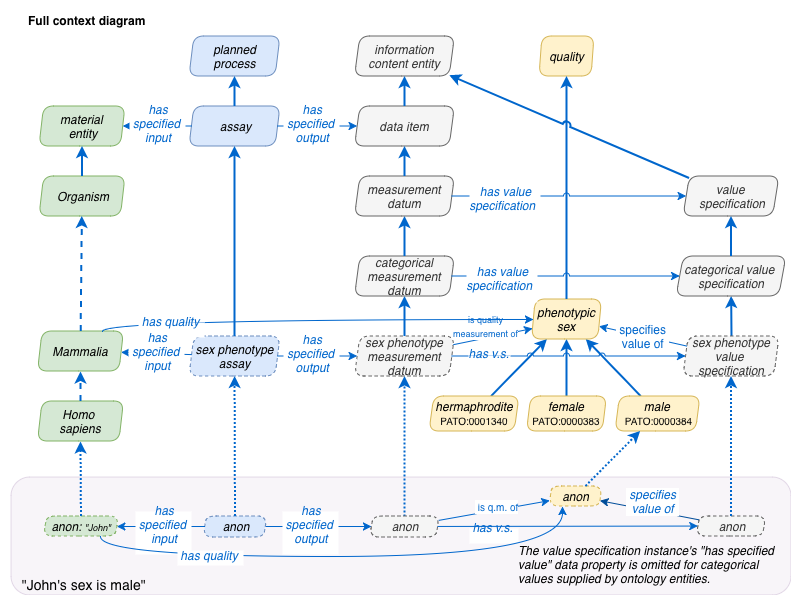 Full context diagram
planned
process
information
content entity
quality
material
entity
has
specified
input
assay
has
specified
output
data item
Organism
measurement
datum
has value
specification
value
specification
categorical
measurement
datum
has value
specification
categorical value
specification
has quality
is quality
measurement of
phenotypic
sex
specifies
value of
Mammalia
has
specified
input
sex phenotype
assay
has
specified
output
sex phenotype
measurement
datum
has v.s.
sex phenotype
value
specification
Homo
sapiens
hermaphrodite
PATO:0001340
female
PATO:0000383
male
PATO:0000384
anon: "John"
has
specified
input
anon
has
specified
output
anon
is q.m. of
anon
specifies
value of
has v.s.
anon
has quality
The value specification instance's "has specified
value" data property is omitted for categorical
values supplied by ontology entities.
"John's sex is male"